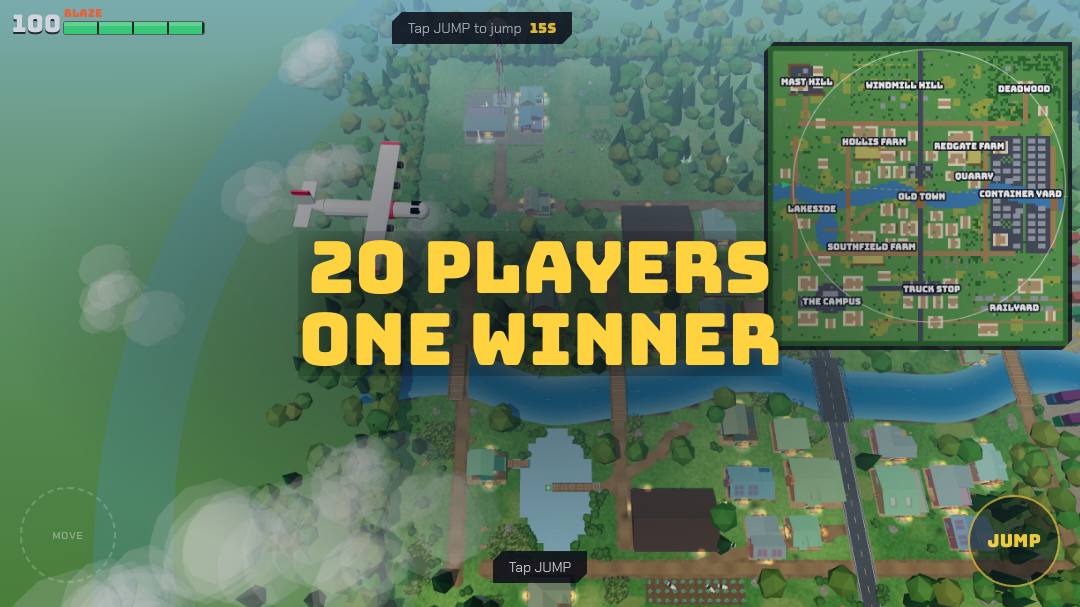 100 BLAZE
Tap JUMP to jump 15S
MAST HILL
WINDMILL HILL
DEADWOOD
HOLLIS FARM
REDGATE FARM
QUARRY
CONTAINER YARD
OLD TOWN
LAKESIDE
SOUTHFIELD FARM
TRUCK STOP
THE CAMPUS
RAILYARD
20 PLAYERS
ONE WINNER
MOVE
JUMP
Tap JUMP